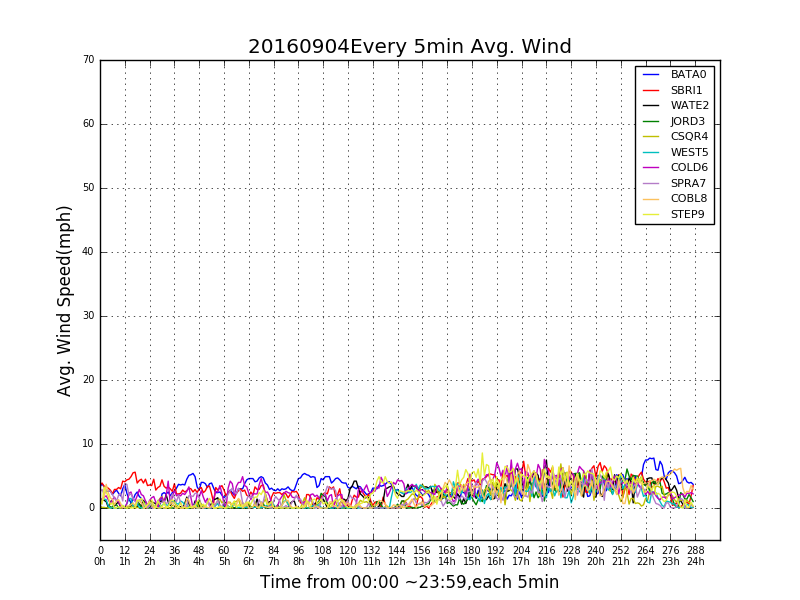 20160904Every 5min Avg. Wind
70
60
50
40
30
20
10
0
Avg. Wind Speed(mph)
BATA0
SBRI1
WATE2
JORD3
CSQR4
WEST5
COLD6
SPRA7
COBL8
STEP9
0 12 24 36 48 60 72 84 96 108 120 132 144 156 168 180 192 204 216 228 240 252 264 276 288
0h 1h 2h 3h 4h 5h 6h 7h 8h 9h 10h 11h 12h 13h 14h 15h 16h 17h 18h 19h 20h 21h 22h 23h 24h
Time from 00:00 ~23:59,each 5min